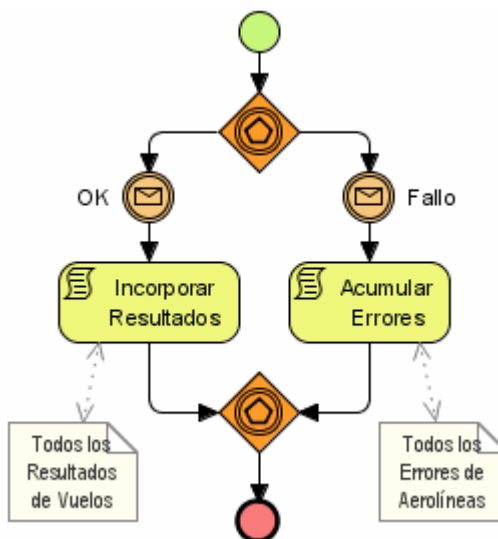 OK
Fallo
Incorporar
Resultados
Acumular
Errores
Todos los
Resultados
de Vuelos
Todos los
Errores de
Aerolíneas